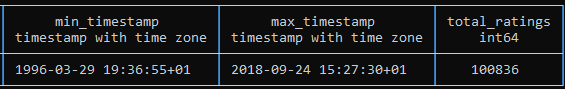 min_timestamp max_timestamp total_ratings
timestamp with time zone timestamp with time zone int64
1996-03-29 19:36:55+01 2018-09-24 15:27:30+01 100836